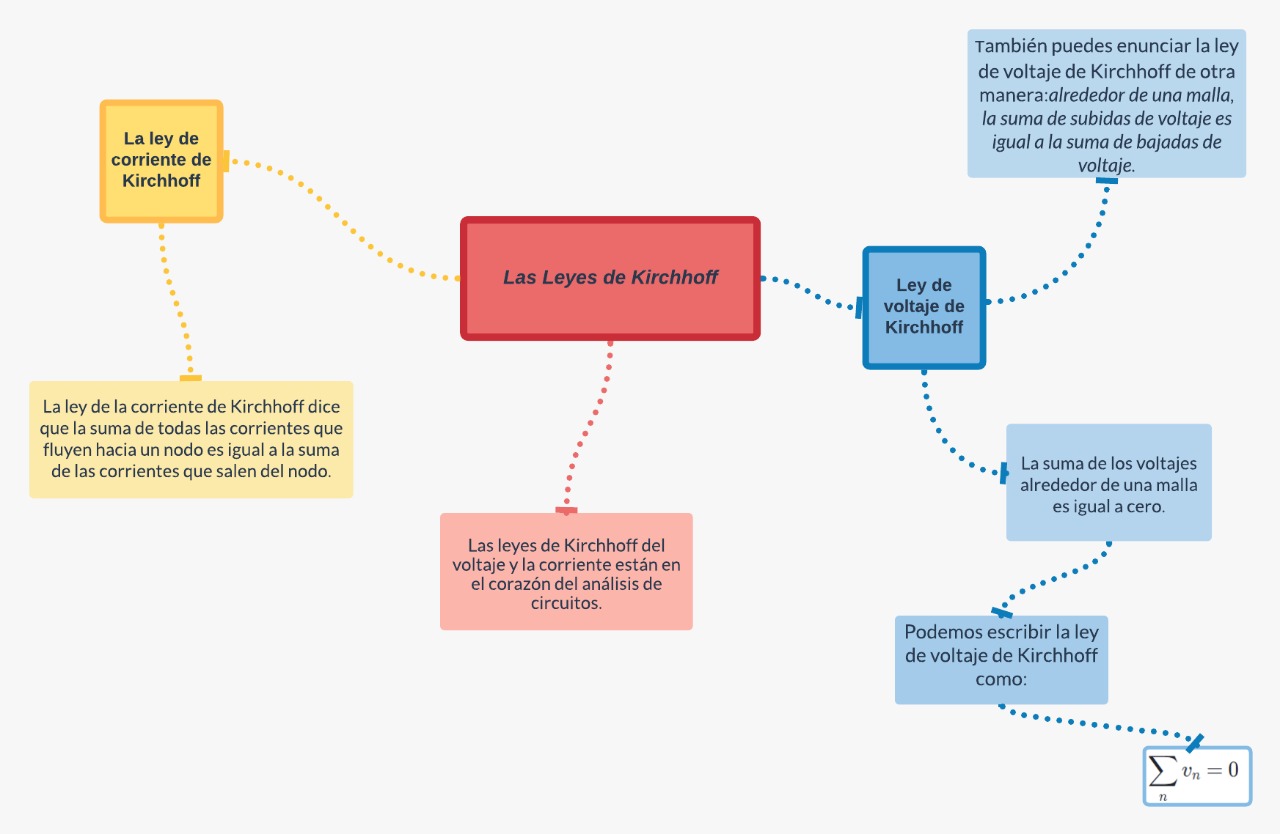 Las Leyes de Kirchhoff
La ley de
corriente de
Kirchhoff
La ley de la corriente de Kirchhoff dice
que la suma de todas las corrientes que
fluyen hacia un nodo es igual a la suma
de las corrientes que salen del nodo.
Las leyes de Kirchhoff del
voltaje y la corriente están en
el corazón del análisis de
circuitos.
Ley de
voltaje de
Kirchhoff
También puedes enunciar la ley
de voltaje de Kirchhoff de otra
manera:alrededor de una malla,
la suma de subidas de voltaje es
igual a la suma de bajadas de
voltaje.
La suma de los voltajes
alrededor de una malla
es igual a cero.
Podemos escribir la ley
de voltaje de Kirchhoff
como:
∑ vₙ = 0
n